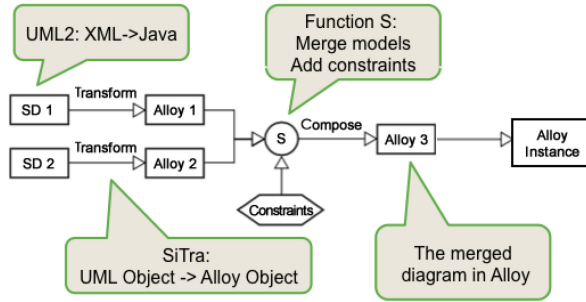 UML2: XML->Java
Function S:
Merge models
Add constraints
SD 1
Transform
Alloy 1
S
Compose
Alloy 3
Alloy
Instance
SD 2
Transform
Alloy 2
Constraints
SiTra:
UML Object -> Alloy Object
The merged
diagram in Alloy